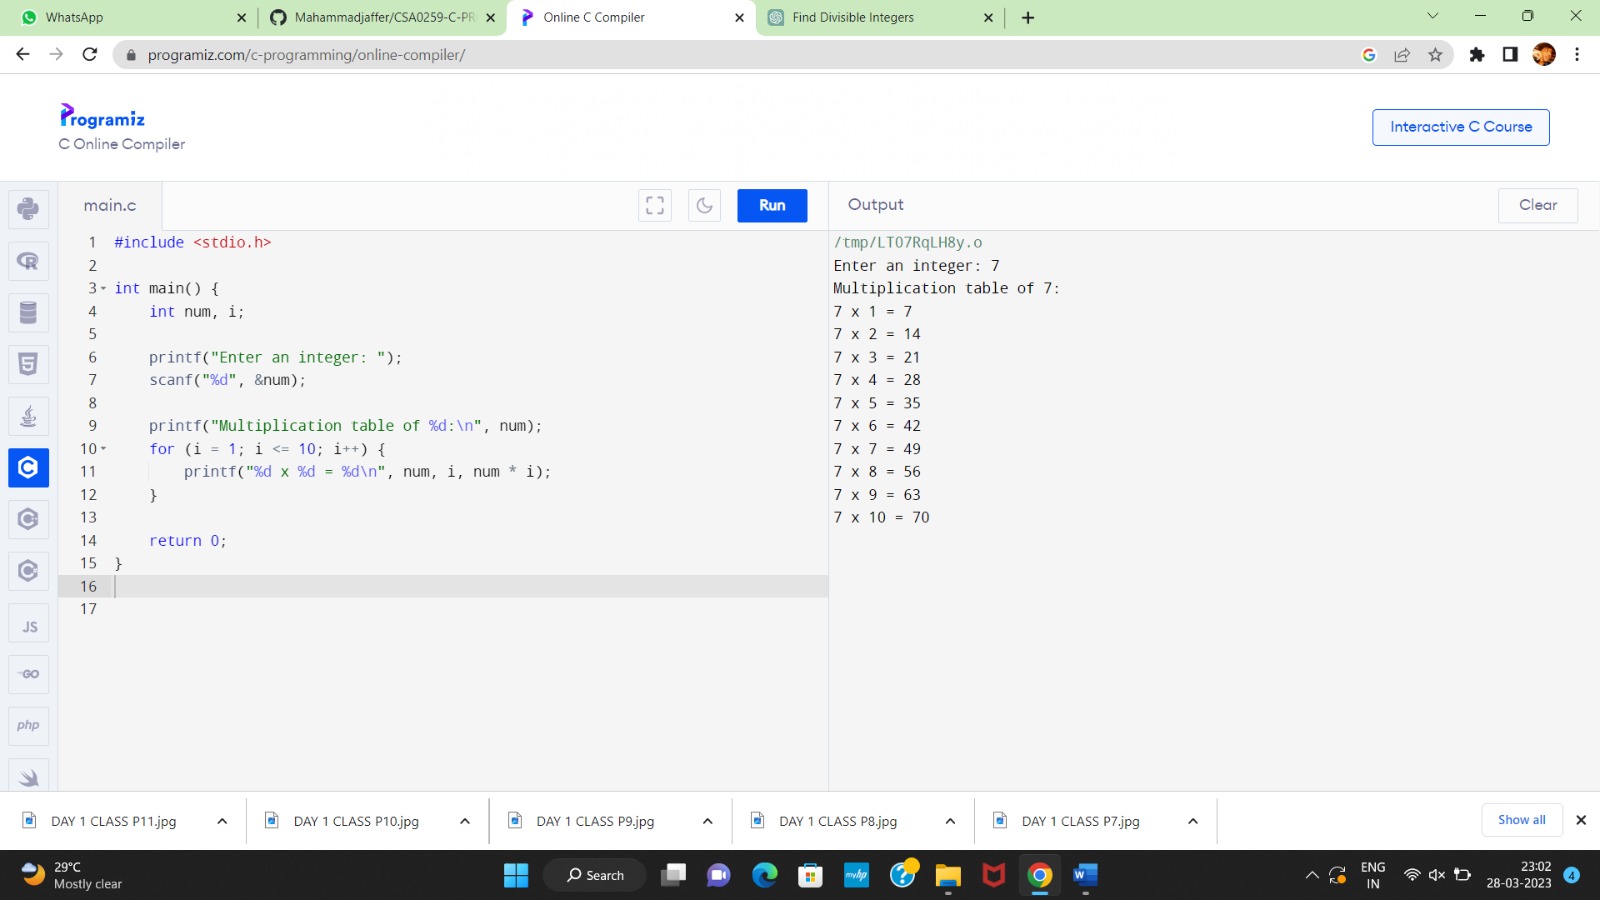 WhatsApp
Mahammadjaffer/CSA0259-C-PR
Online C Compiler
Find Divisible Integers
programiz.com/c-programming/online-compiler/
Programiz
C Online Compiler
Interactive C Course
main.c
Run
Output
Clear
1 #include <stdio.h>
2
3 int main() {
4     int num, i;
5
6     printf("Enter an integer: ");
7     scanf("%d", &num);
8
9     printf("Multiplication table of %d:\n", num);
10     for (i = 1; i <= 10; i++) {
11         printf("%d x %d = %d\n", num, i, num * i);
12     }
13
14     return 0;
15 }
16
17
/tmp/LTO7RqLH8y.o
Enter an integer: 7
Multiplication table of 7:
7 x 1 = 7
7 x 2 = 14
7 x 3 = 21
7 x 4 = 28
7 x 5 = 35
7 x 6 = 42
7 x 7 = 49
7 x 8 = 56
7 x 9 = 63
7 x 10 = 70
R
5
C
C
C
JS
GO
php
DAY 1 CLASS P11.jpg
DAY 1 CLASS P10.jpg
DAY 1 CLASS P9.jpg
DAY 1 CLASS P8.jpg
DAY 1 CLASS P7.jpg
Show all
29°C
Mostly clear
Search
myhp
ENG
IN
23:02
28-03-2023
4